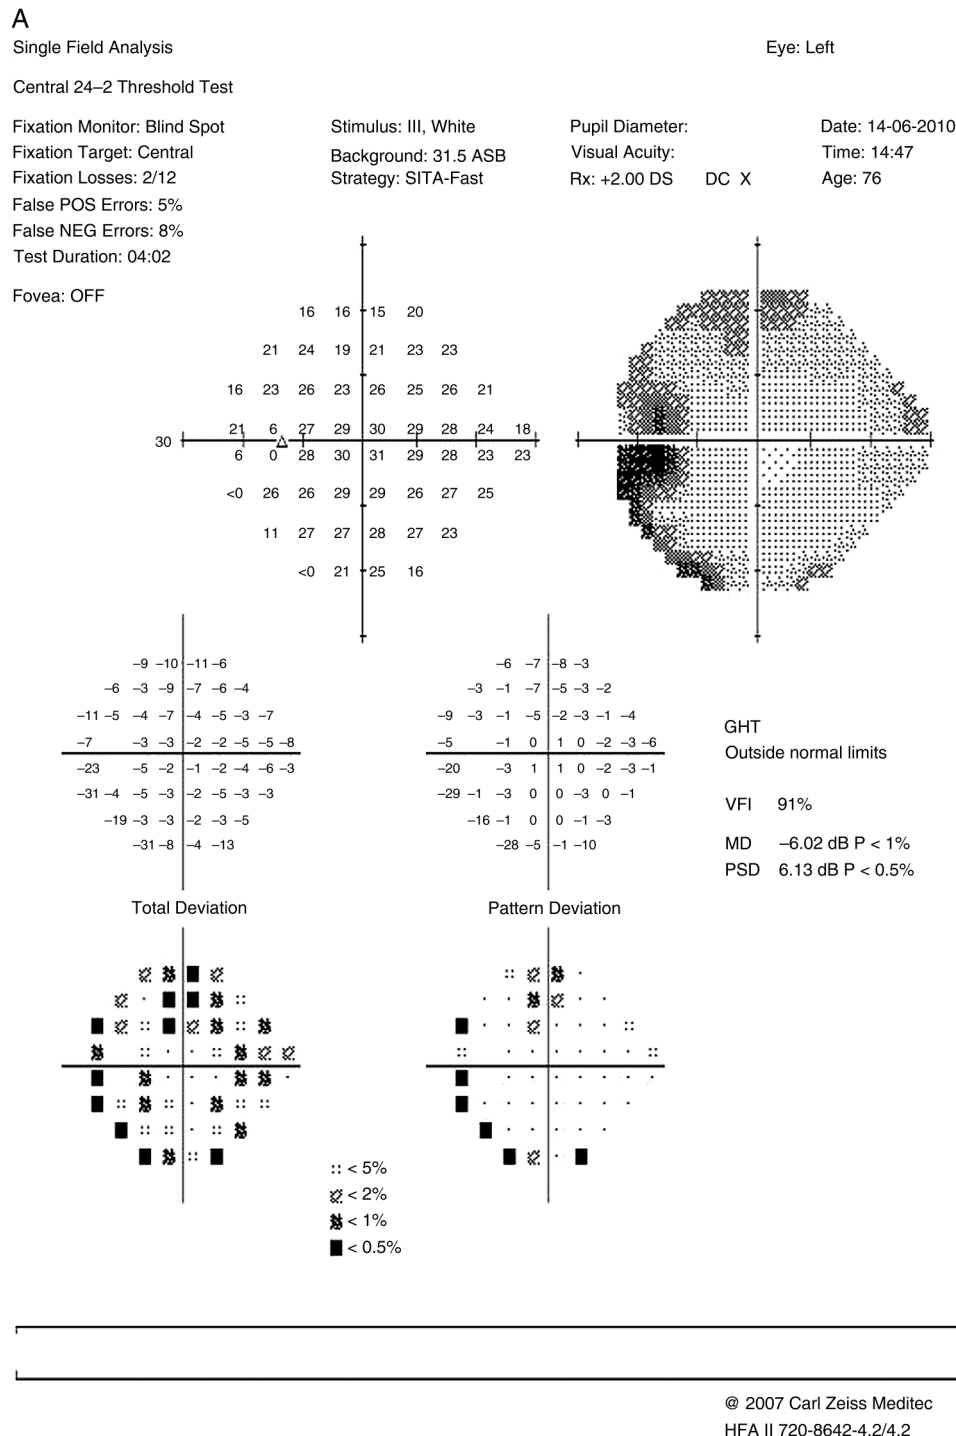 A
Single Field Analysis Eye: Left
Central 24–2 Threshold Test
Fixation Monitor: Blind Spot Stimulus: III, White Pupil Diameter: Date: 14-06-2010
Fixation Target: Central Background: 31.5 ASB Visual Acuity: Time: 14:47
Fixation Losses: 2/12 Strategy: SITA-Fast Rx: +2.00 DS DC X Age: 76
False POS Errors: 5%
False NEG Errors: 8%
Test Duration: 04:02
Fovea: OFF
16 16 15 20
21 24 19 21 23 23
16 23 26 23 26 25 26 21
21 6 27 29 30 29 28 24 18
30
6 0 28 30 31 29 28 23 23
<0 26 26 29 29 26 27 25
11 27 27 28 27 23
<0 21 25 16
–9 –10 –11 –6 –6 –7 –8 –3
–6 –3 –9 –7 –6 –4 –3 –1 –7 –5 –3 –2
–11 –5 –4 –7 –4 –5 –3 –7 –9 –3 –1 –5 –2 –3 –1 –4
–7 –3 –3 –2 –2 –5 –5 –8 –5 –1 0 1 0 –2 –3 –6
–23 –5 –2 –1 –2 –4 –6 –3 –20 –3 1 1 0 –2 –3 –1
–31 –4 –5 –3 –2 –5 –3 –3 –29 –1 –3 0 0 –3 0 –1
–19 –3 –3 –2 –3 –5 –16 –1 0 0 –1 –3
–31 –8 –4 –13 –28 –5 –1 –10
GHT
Outside normal limits
VFI 91%
MD –6.02 dB P < 1%
PSD 6.13 dB P < 0.5%
Total Deviation Pattern Deviation
< 5%
< 2%
< 1%
< 0.5%
@ 2007 Carl Zeiss Meditec
HFA II 720-8642-4.2/4.2